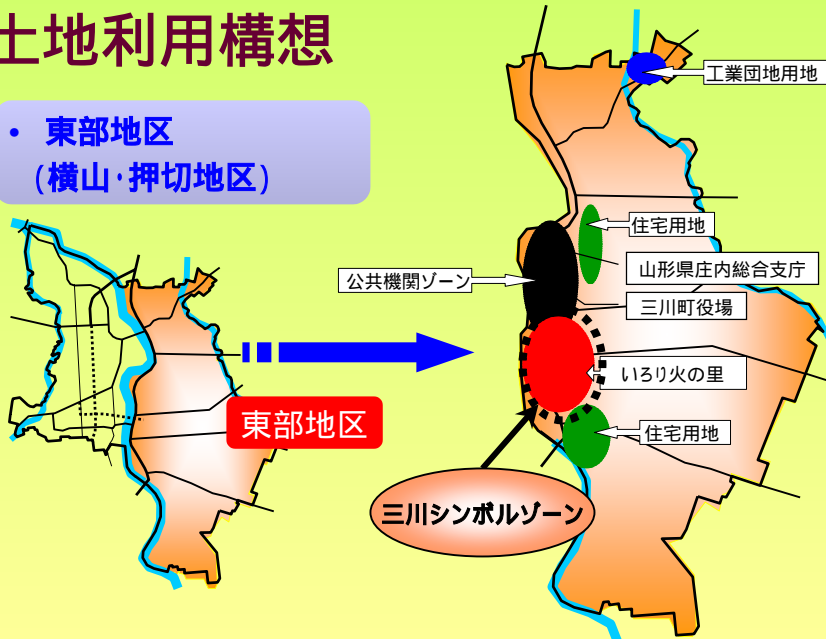 土地利用構想
・ 東部地区
(横山・押切地区)
工業団地用地
住宅用地
山形県庄内総合支庁
公共機関ゾーン
三川町役場
いろり火の里
東部地区
住宅用地
三川シンボルゾーン